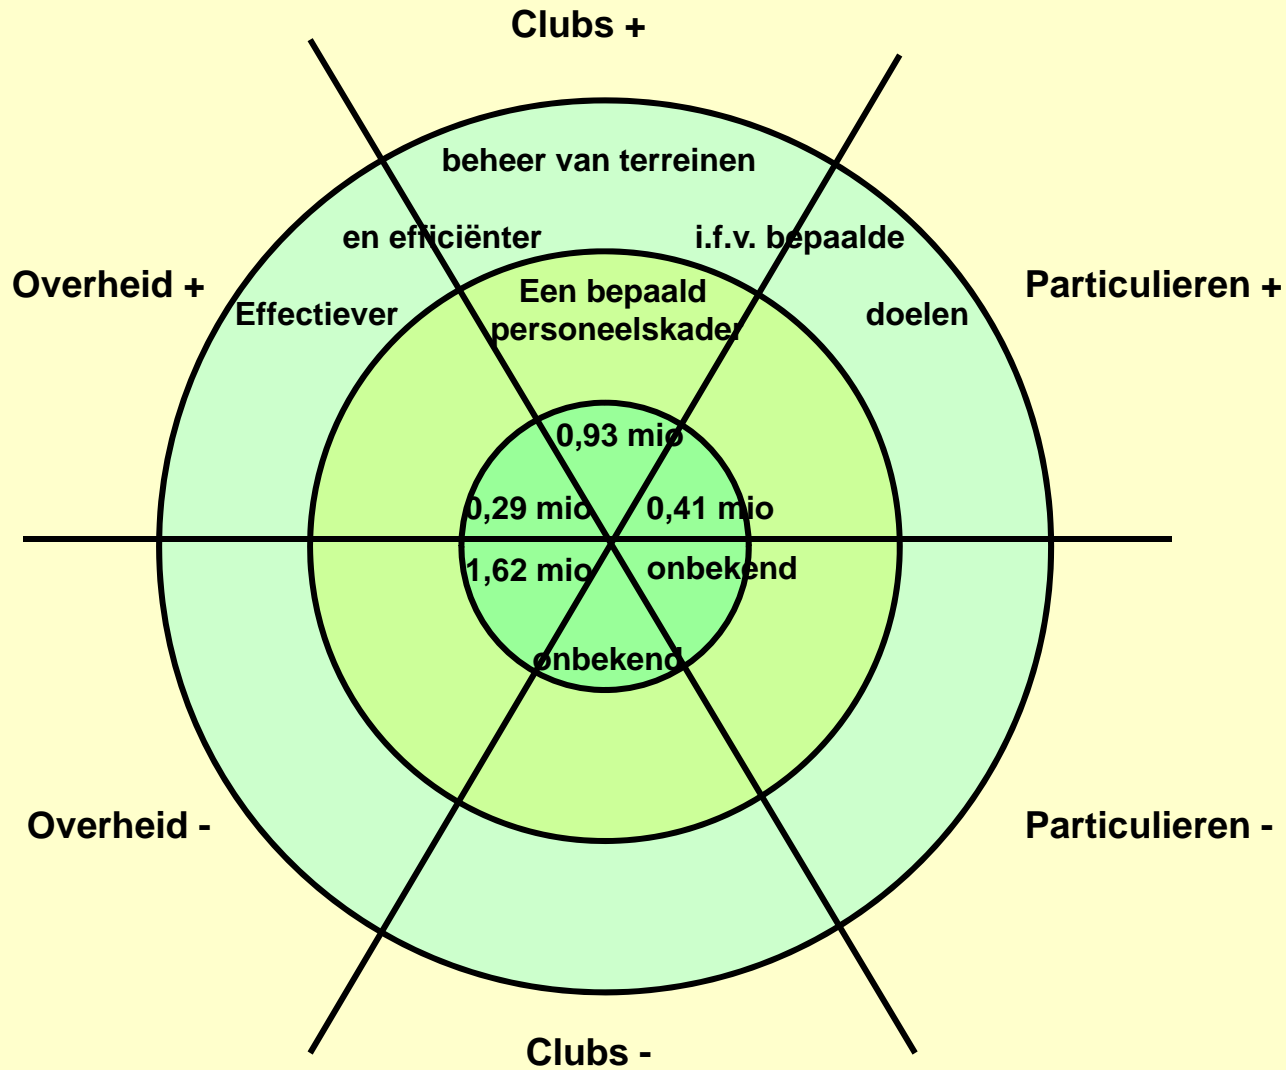 Clubs +
beheer van terreinen
en efficiënter
i.f.v. bepaalde
Overheid +
Particulieren +
Effectiever
Een bepaald
personeelskader
doelen
0,93 mio
0,29 mio
0,41 mio
1,62 mio
onbekend
onbekend
Overheid -
Particulieren -
Clubs -